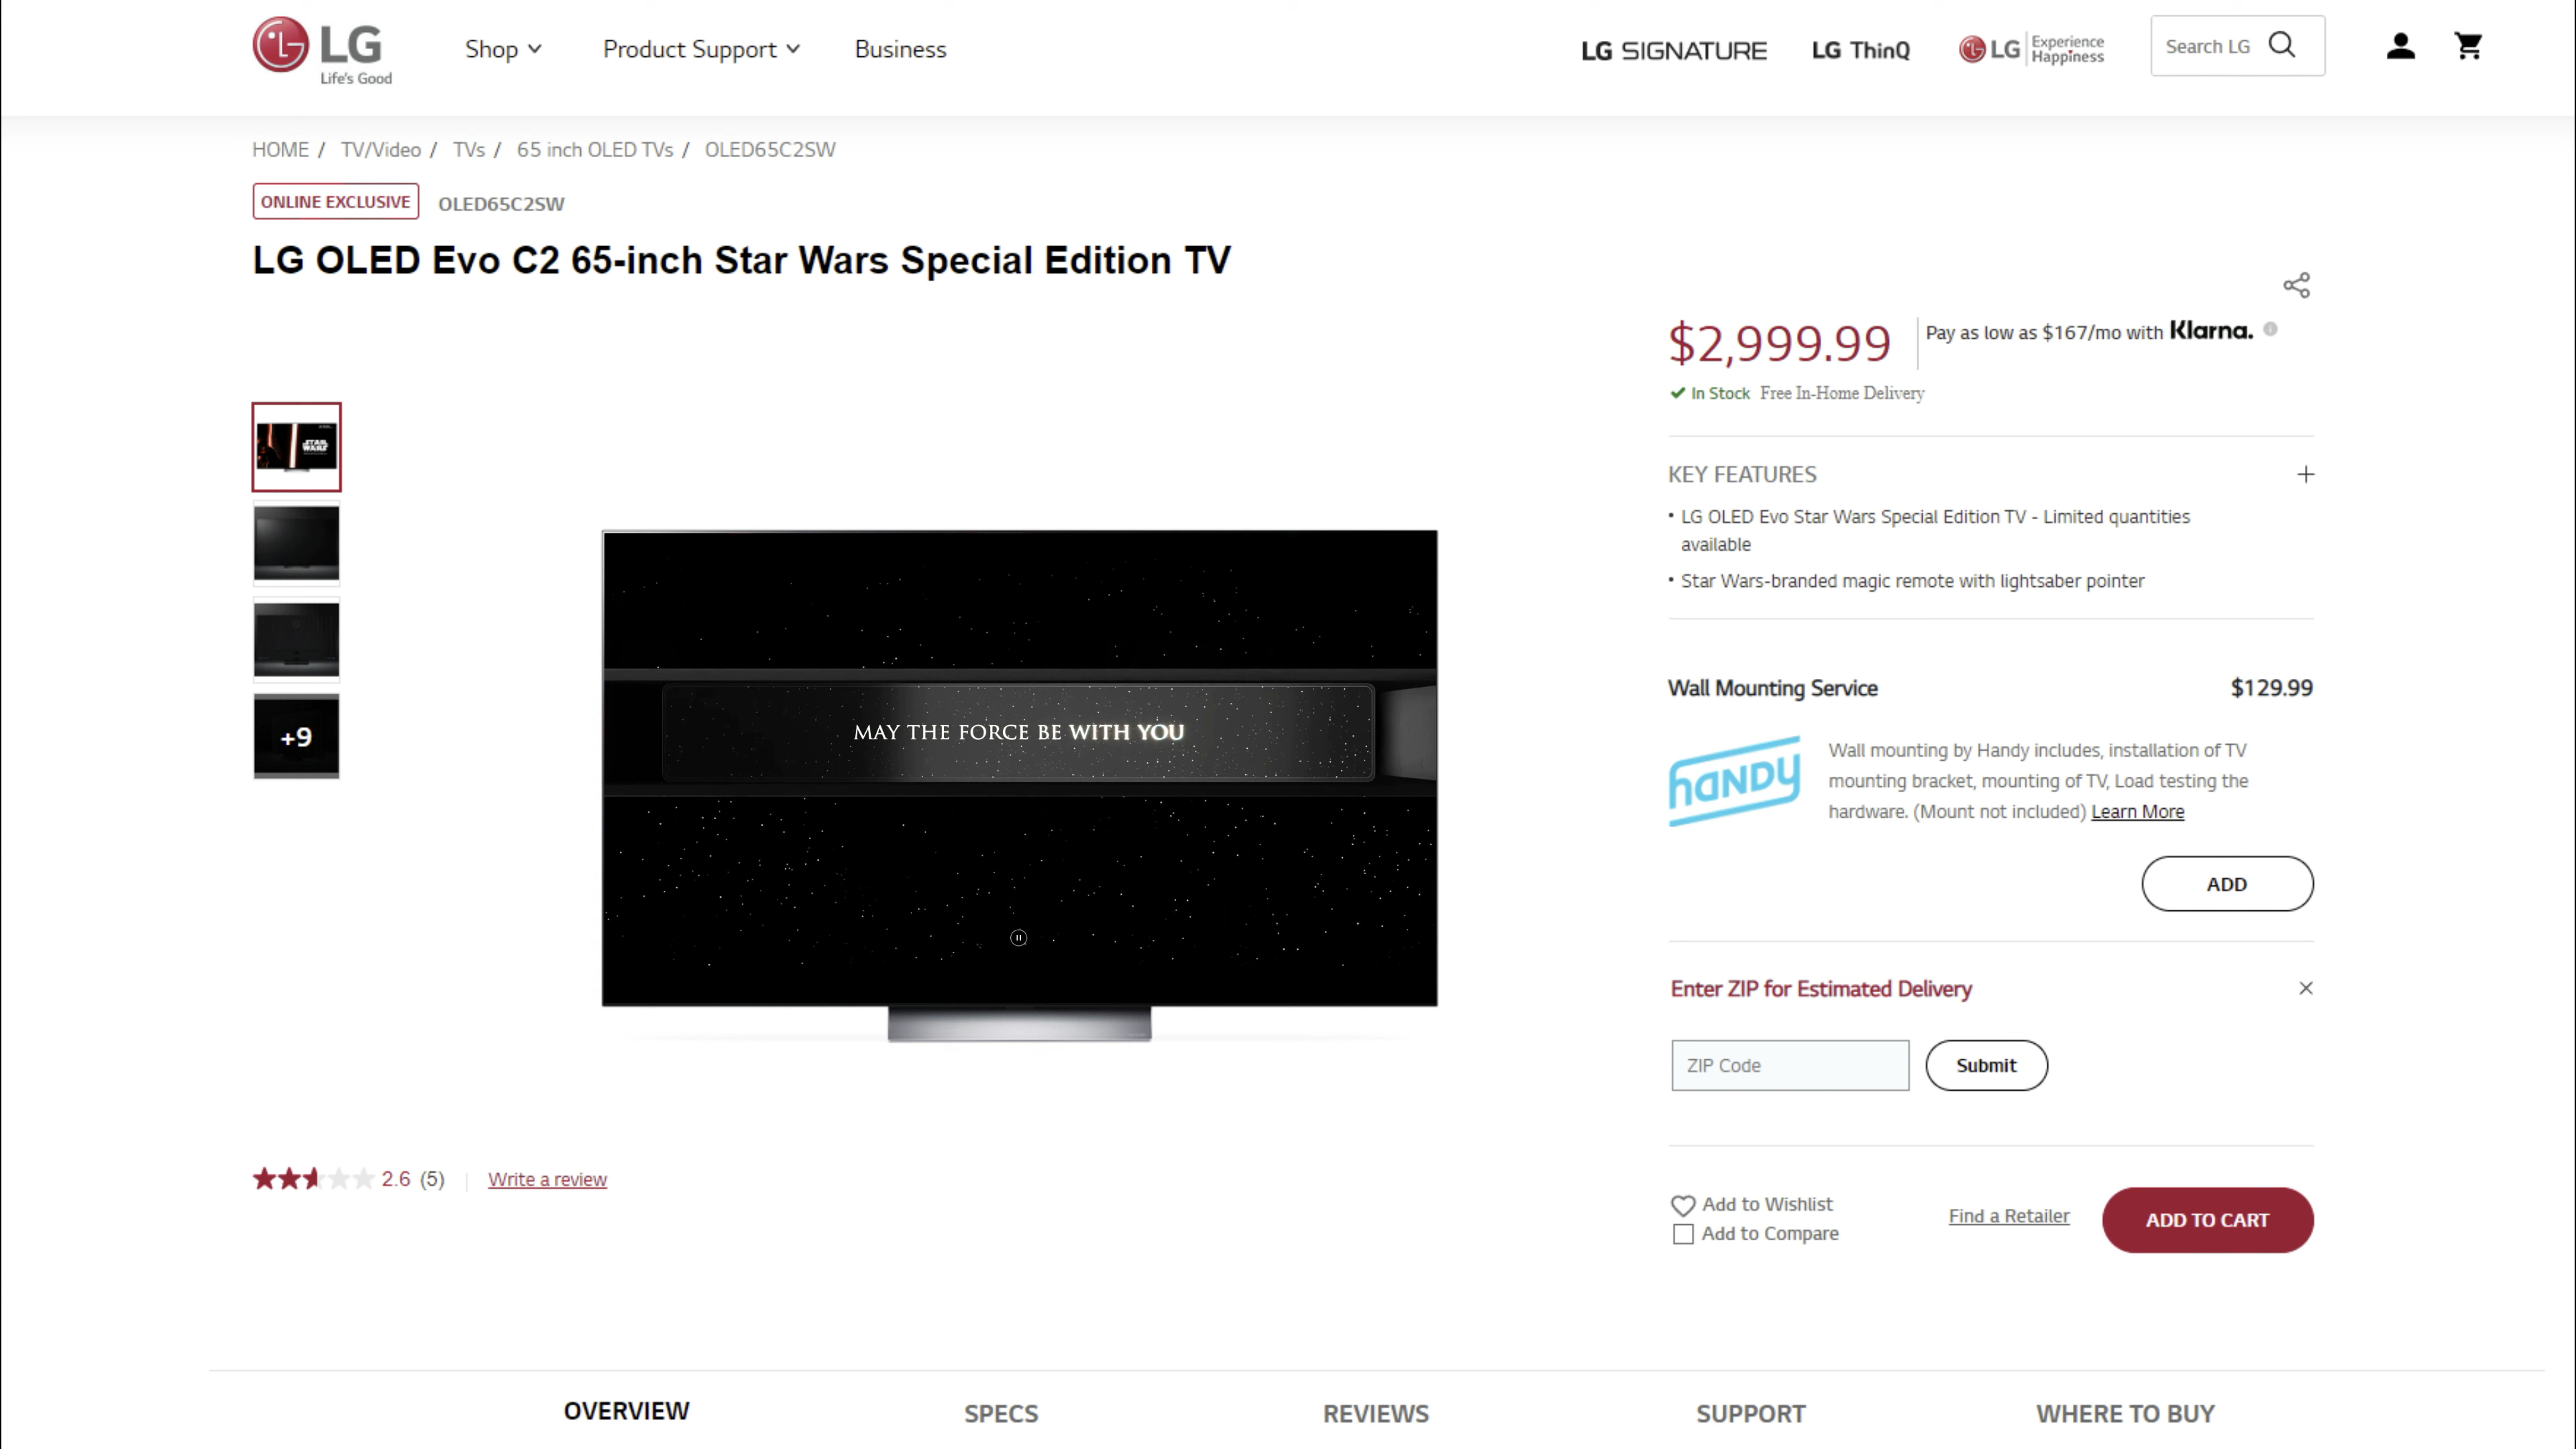 LG
Life's Good
Shop
Product Support
Business
LG SIGNATURE
LG ThinQ
LG Experience Happiness
Search LG
HOME / TV/Video / TVs / 65 inch OLED TVs / OLED65C2SW
ONLINE EXCLUSIVE OLED65C2SW
LG OLED Evo C2 65-inch Star Wars Special Edition TV
STAR WARS
+9
MAY THE FORCE BE WITH YOU
2.6 (5) Write a review
$2,999.99
Pay as low as $167/mo with Klarna.
In Stock Free In-Home Delivery
KEY FEATURES
• LG OLED Evo Star Wars Special Edition TV - Limited quantities
available
• Star Wars-branded magic remote with lightsaber pointer
Wall Mounting Service $129.99
HANDY
Wall mounting by Handy includes, installation of TV
mounting bracket, mounting of TV, Load testing the
hardware. (Mount not included) Learn More
ADD
Enter ZIP for Estimated Delivery
ZIP Code
Submit
Add to Wishlist
Add to Compare
Find a Retailer
ADD TO CART
OVERVIEW
SPECS
REVIEWS
SUPPORT
WHERE TO BUY